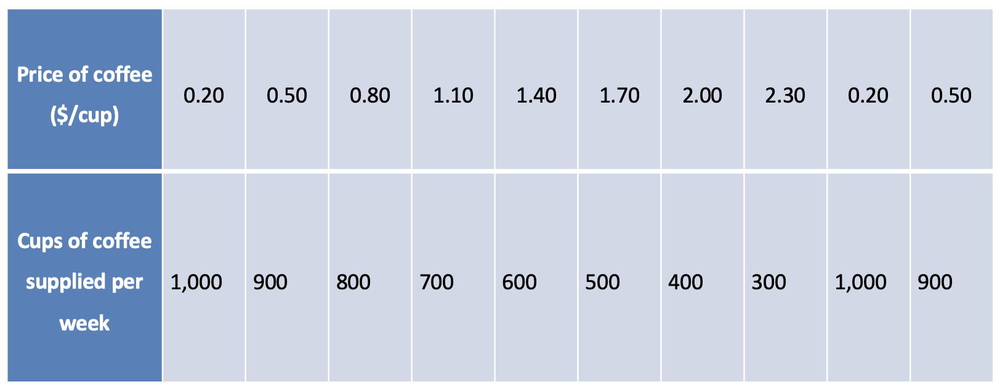 Price of coffee
($/cup)
0.20 0.50 0.80 1.10 1.40 1.70 2.00 2.30 0.20 0.50
Cups of coffee
supplied per
week
1,000 900 800 700 600 500 400 300 1,000 900